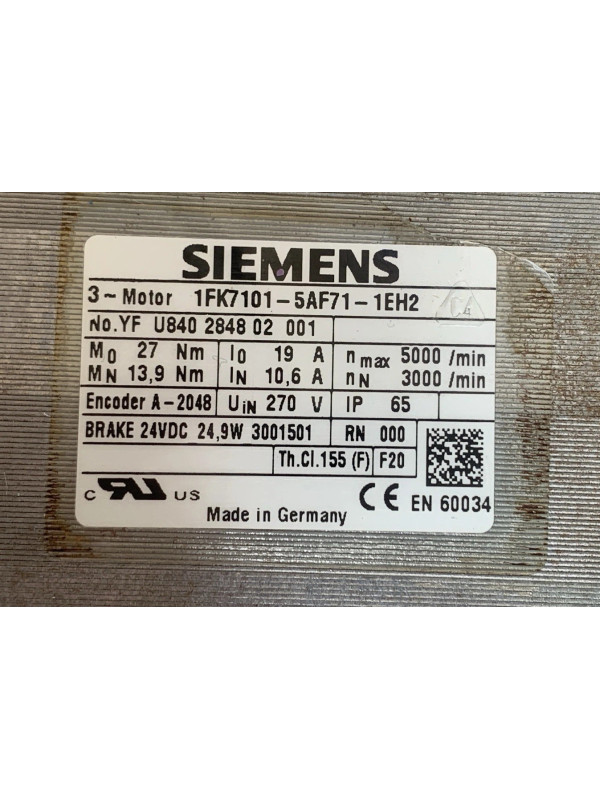 SIEMENS
3~Motor 1FK7101-5AF71-1EH2
No.YF U840 2848 02 001
M0 27 Nm I0 19 A n max 5000 /min
MN 13,9 Nm IN 10,6 A nN 3000 /min
Encoder A-2048 UiN 270 V IP 65
BRAKE 24VDC 24,9W 3001501 RN 000
Th.Cl.155 (F) F20
c RU US CE EN 60034
Made in Germany